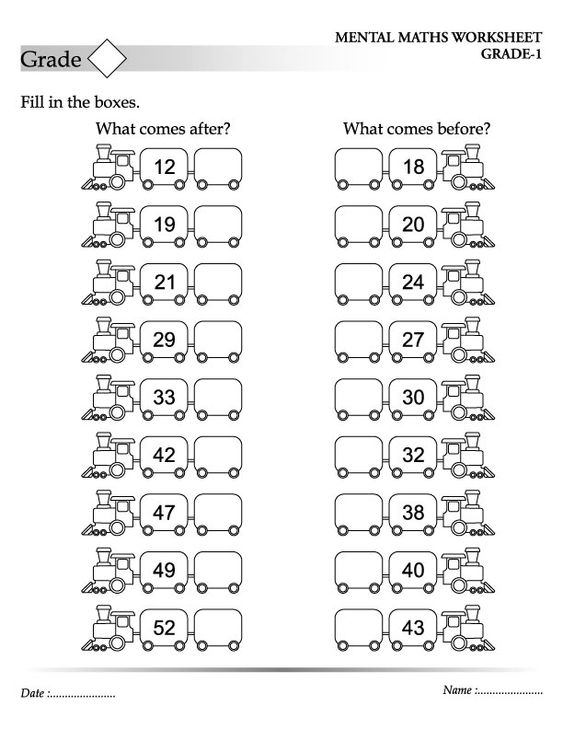 MENTAL MATHS WORKSHEET
GRADE-1
Grade
Fill in the boxes.
What comes after?
12
19
21
29
33
42
47
49
52
What comes before?
18
20
24
27
30
32
38
40
43
Date :......................
Name :......................